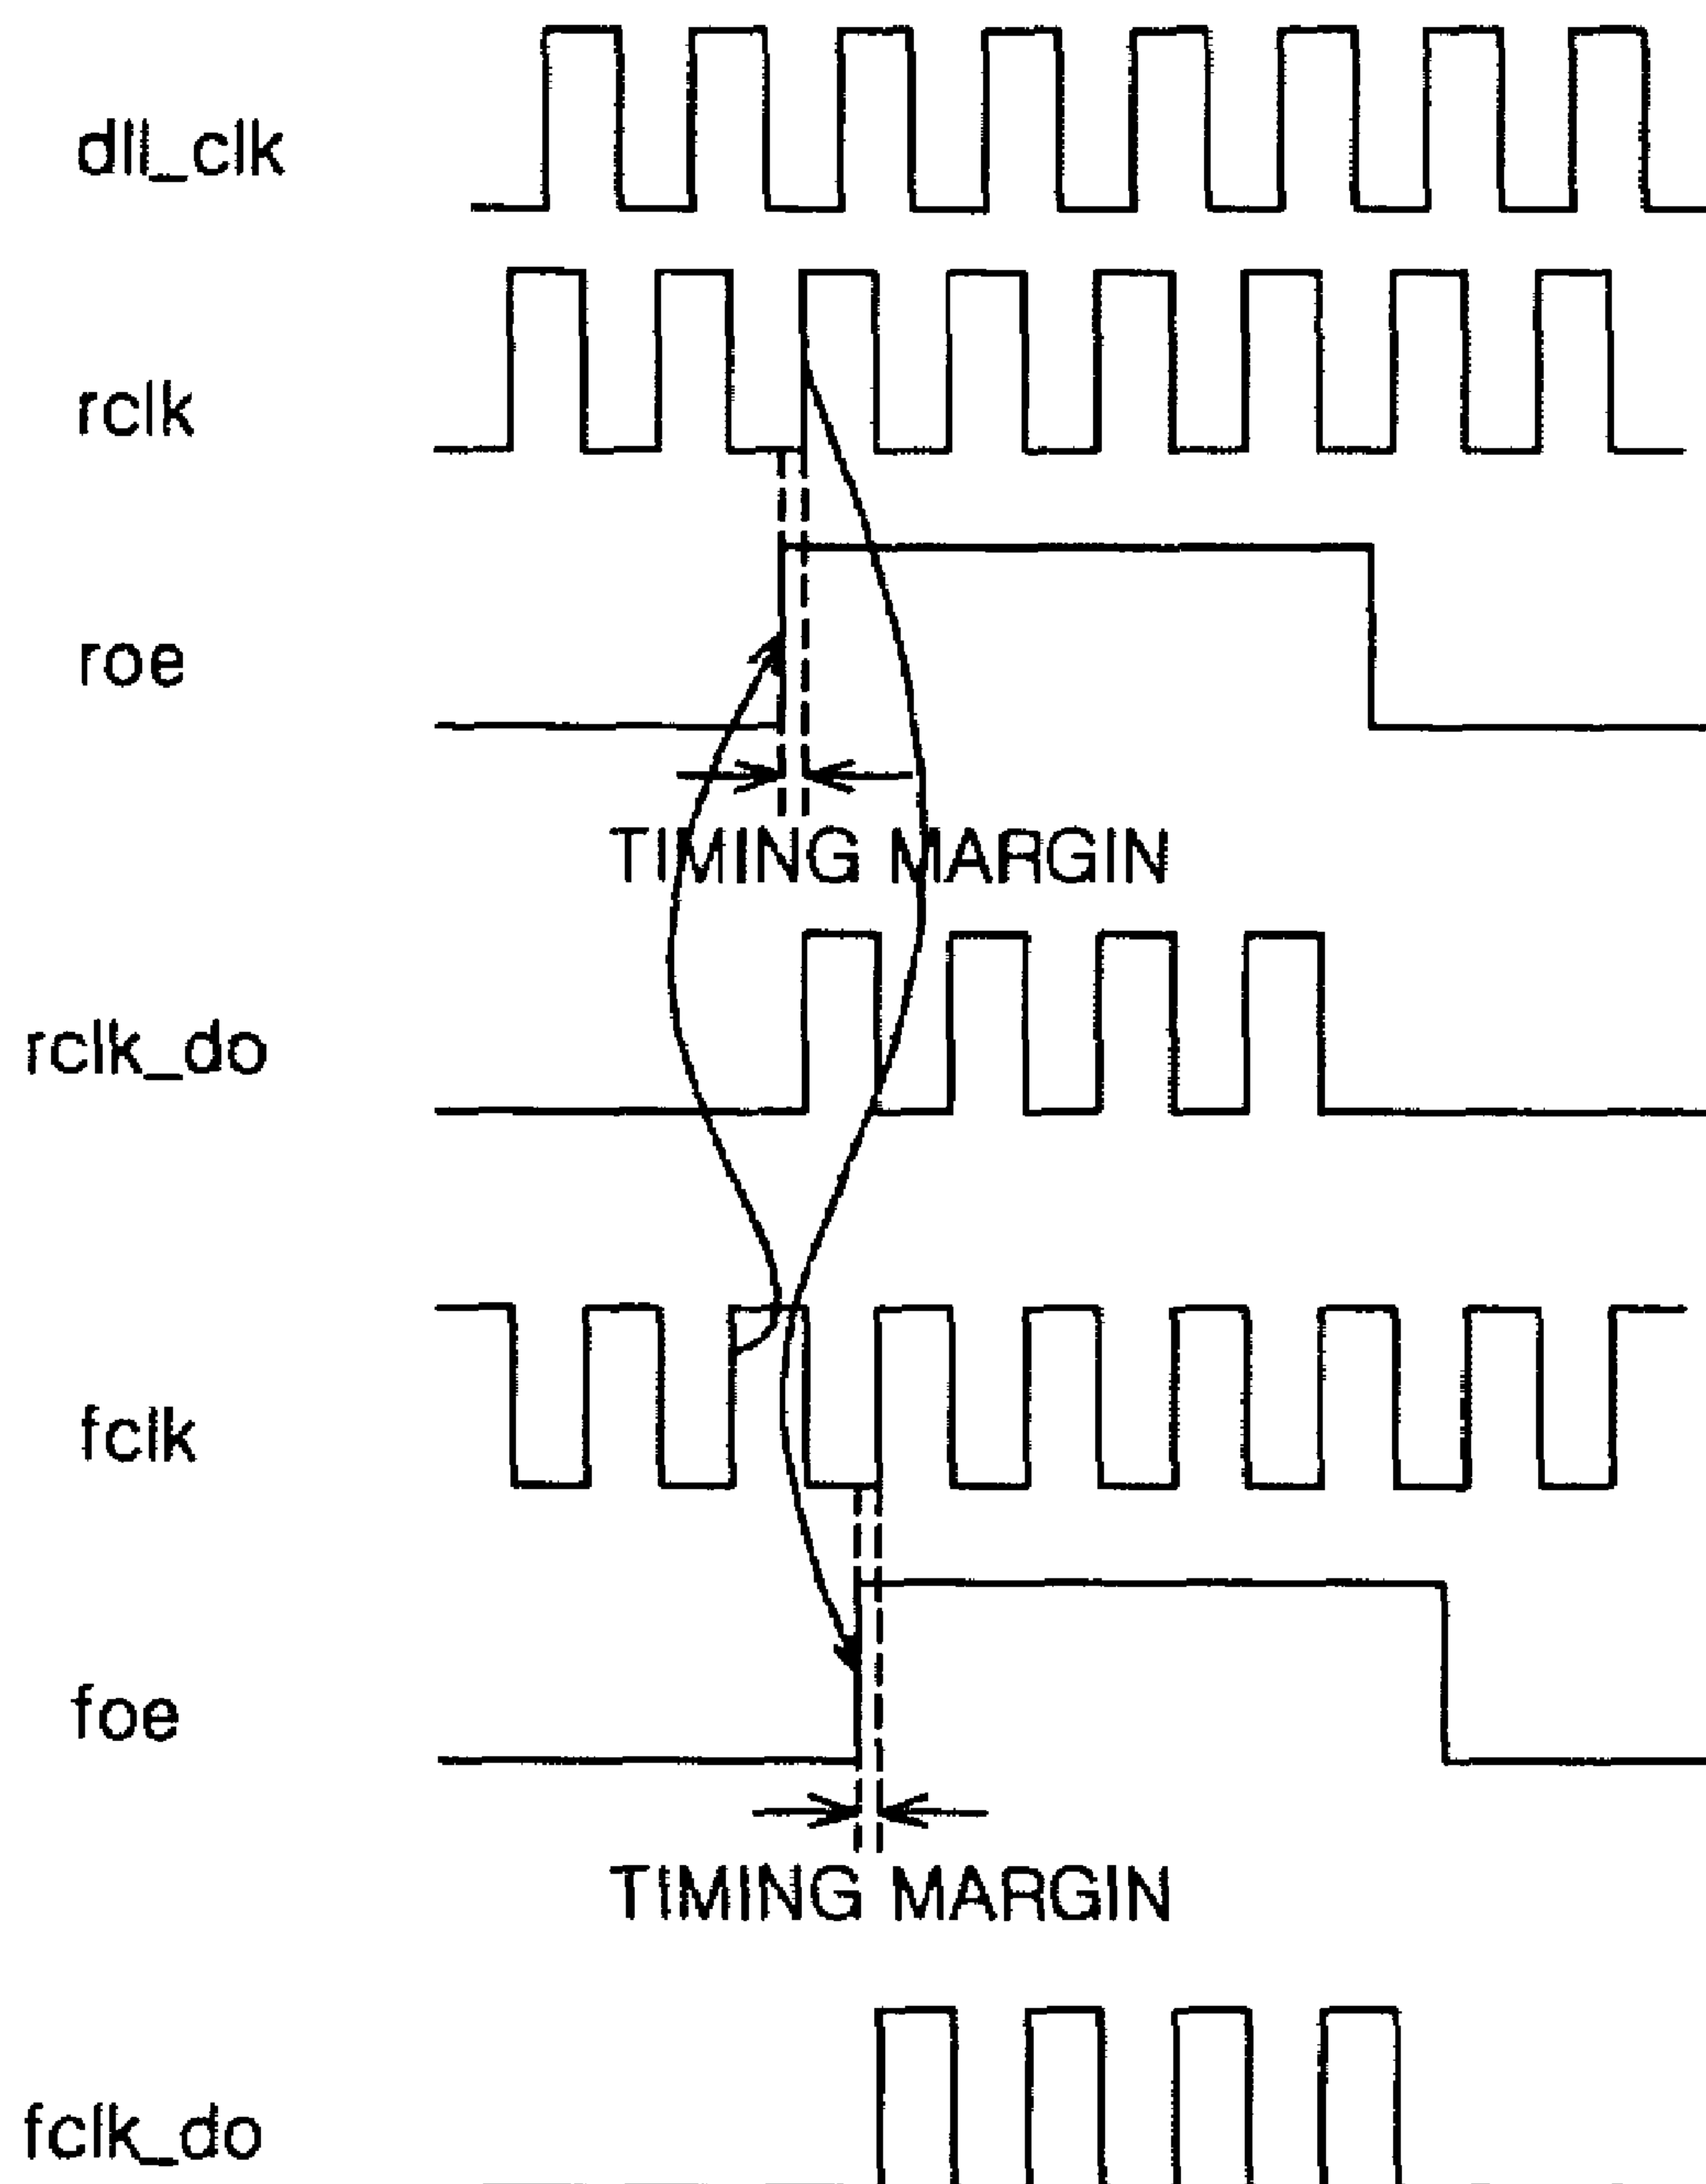 dll_clk
rclk
roe
TIMING MARGIN
rclk_do
fclk
foe
TIMING MARGIN
fclk_do